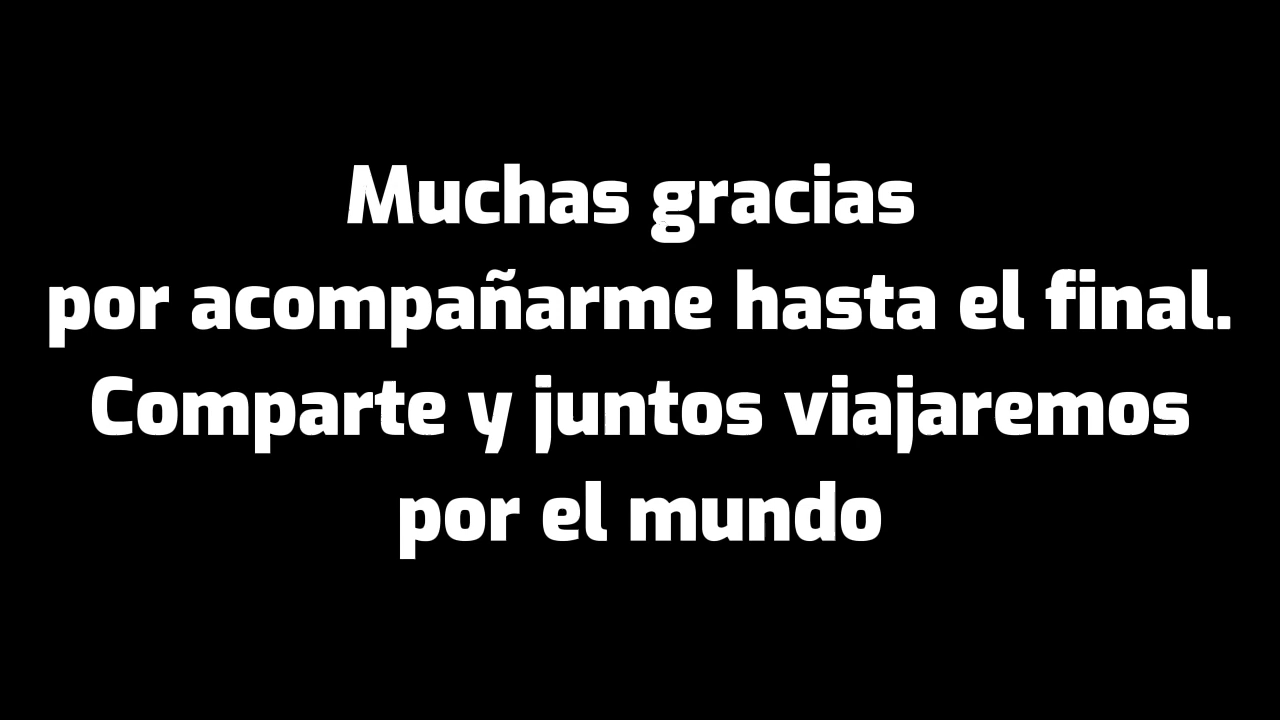 Muchas gracias
por acompañarme hasta el final.
Comparte y juntos viajaremos
por el mundo